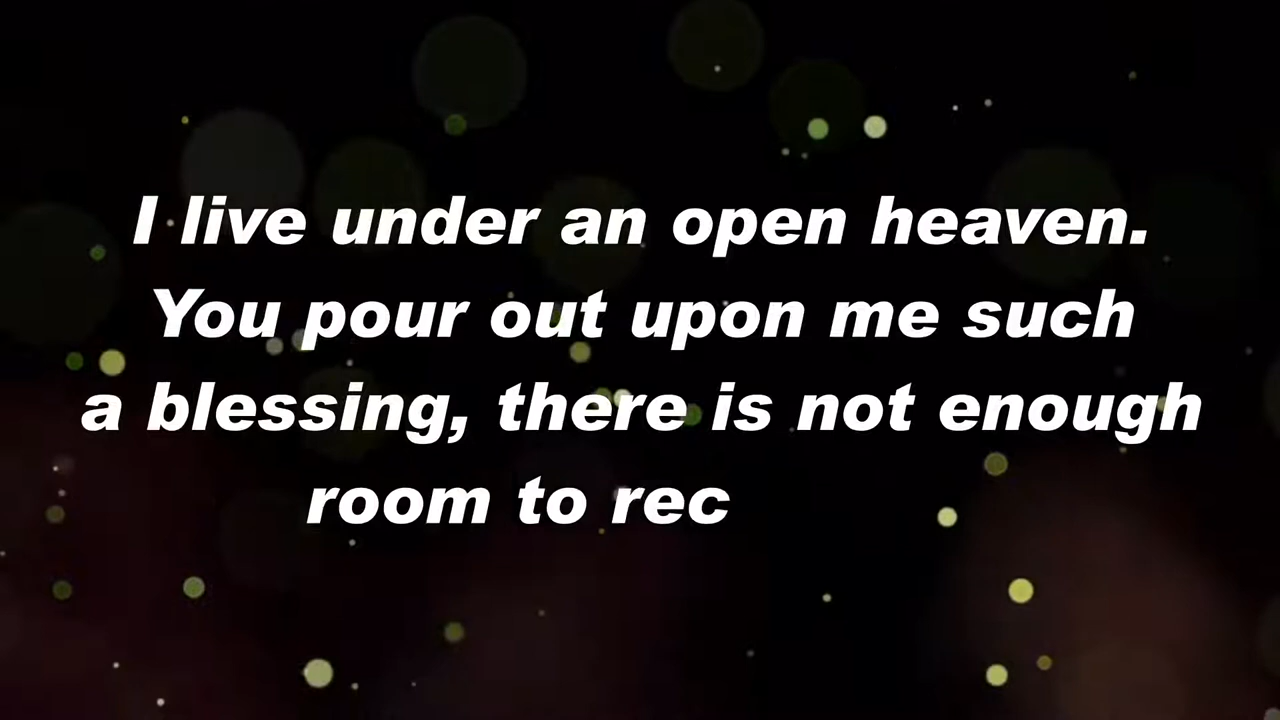 I live under an open heaven.
You pour out upon me such
a blessing, there is not enough
room to rec